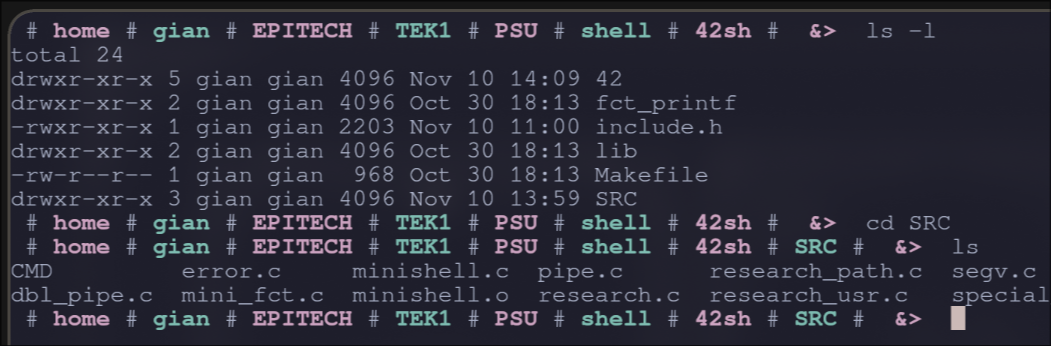 # home # gian # EPITECH # TEK1 # PSU # shell # 42sh # &> ls -l
total 24
drwxr-xr-x 5 gian gian 4096 Nov 10 14:09 42
drwxr-xr-x 2 gian gian 4096 Oct 30 18:13 fct_printf
-rwxr-xr-x 1 gian gian 2203 Nov 10 11:00 include.h
drwxr-xr-x 2 gian gian 4096 Oct 30 18:13 lib
-rw-r--r-- 1 gian gian  968 Oct 30 18:13 Makefile
drwxr-xr-x 3 gian gian 4096 Nov 10 13:59 SRC
# home # gian # EPITECH # TEK1 # PSU # shell # 42sh # &> cd SRC
# home # gian # EPITECH # TEK1 # PSU # shell # 42sh # SRC # &> ls
CMD error.c minishell.c pipe.c research_path.c segv.c
dbl_pipe.c mini_fct.c minishell.o research.c research_usr.c special
# home # gian # EPITECH # TEK1 # PSU # shell # 42sh # SRC # &>